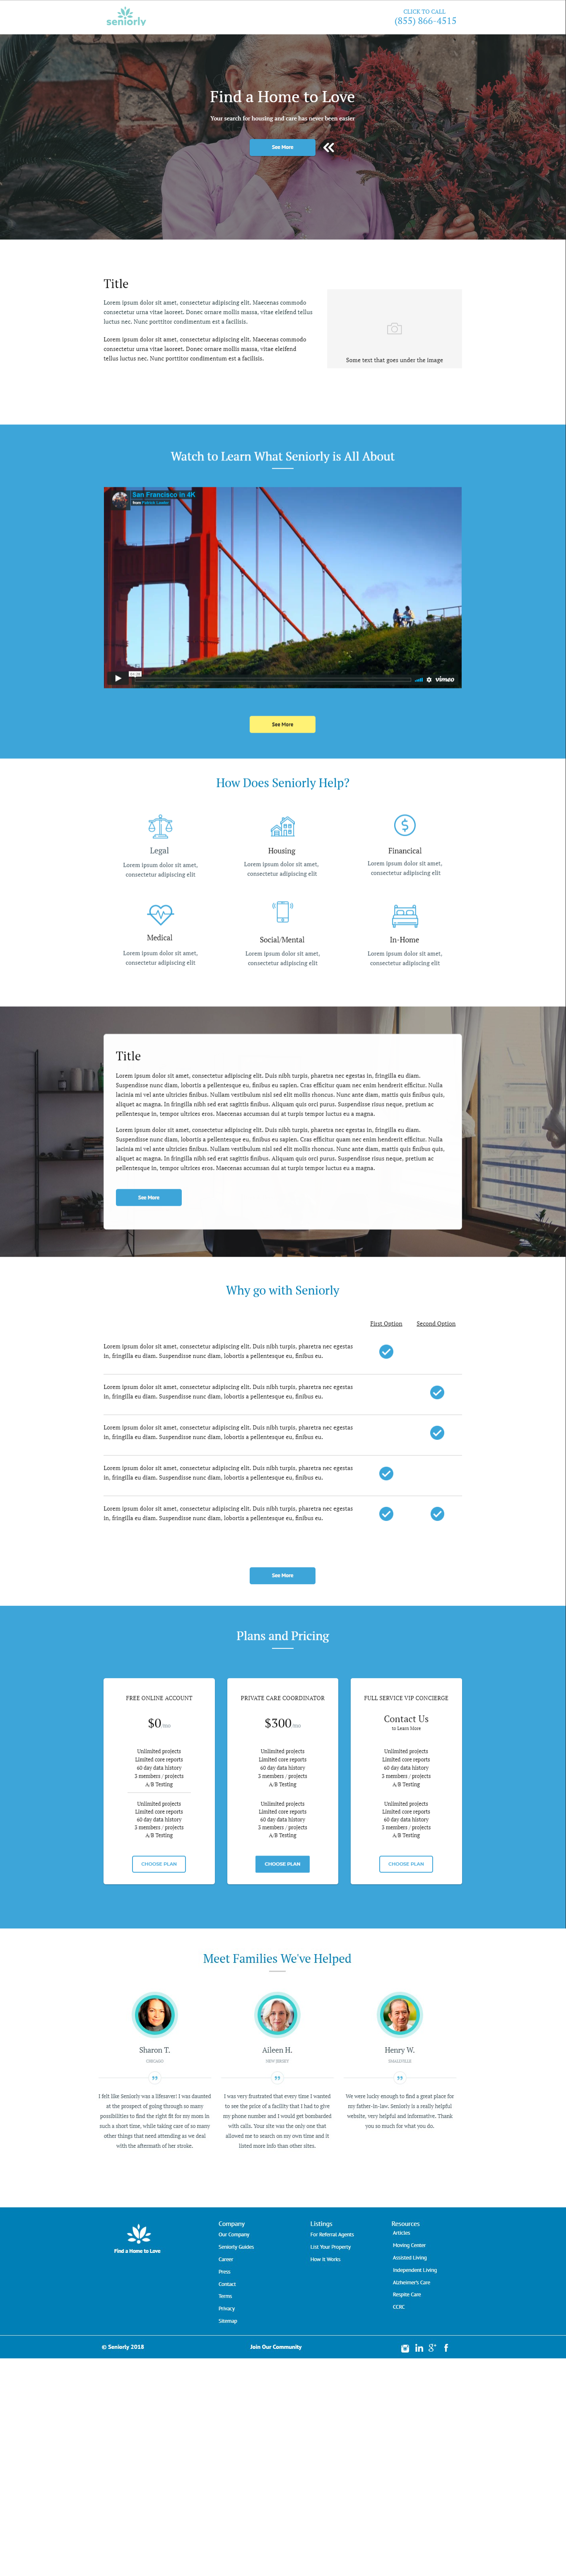 seniorly
CLICK TO CALL
(855) 866-4515
Find a Home to Love
Your search for housing and care has never been easier
See More
Title
Lorem ipsum dolor sit amet, consectetur adipiscing elit. Maecenas commodo
consectetur urna vitae laoreet. Donec ornare mollis massa, vitae eleifend tellus
luctus nec. Nunc porttitor condimentum est a facilisis.
Lorem ipsum dolor sit amet, consectetur adipiscing elit. Maecenas commodo
consectetur urna vitae laoreet. Donec ornare mollis massa, vitae eleifend
tellus luctus nec. Nunc porttitor condimentum est a facilisis.
Some text that goes under the image
Watch to Learn What Seniorly is All About
San Francisco in 4K
from
vimeo
See More
How Does Seniorly Help?
Legal
Lorem ipsum dolor sit amet,
consectetur adipiscing elit
Housing
Lorem ipsum dolor sit amet,
consectetur adipiscing elit
Financical
Lorem ipsum dolor sit amet,
consectetur adipiscing elit
Medical
Lorem ipsum dolor sit amet,
consectetur adipiscing elit
Social/Mental
Lorem ipsum dolor sit amet,
consectetur adipiscing elit
In-Home
Lorem ipsum dolor sit amet,
consectetur adipiscing elit
Title
Lorem ipsum dolor sit amet, consectetur adipiscing elit. Duis nibh turpis, pharetra nec egestas in, fringilla eu diam.
Suspendisse nunc diam, lobortis a pellentesque eu, finibus eu sapien. Cras efficitur quam nec enim henderit efficitur. Nulla
lacinia mi vel ante ultricies finibus. Nullam vestibulum nisl sed elit mollis rhoncus. Nunc ante diam, mattis quis finibus quis,
aliquet ac magna. In fringilla nibh sed erat sagittis finibus. Aliquam quis orci purus. Suspendisse risus neque, pretium ac
pellentesque in, tempor ultrices eros. Maecenas accumsan dui at turpis tempor luctus eu a magna.
Lorem ipsum dolor sit amet, consectetur adipiscing elit. Duis nibh turpis, pharetra nec egestas in, fringilla eu diam.
Suspendisse nunc diam, lobortis a pellentesque eu, finibus eu sapien. Cras efficitur quam nec enim henderit efficitur. Nulla
lacinia mi vel ante ultricies finibus. Nullam vestibulum nisl sed elit mollis rhoncus. Nunc ante diam, mattis quis finibus quis,
aliquet ac magna. In fringilla nibh sed erat sagittis finibus. Aliquam quis orci purus. Suspendisse risus neque, pretium ac
pellentesque in, tempor ultrices eros. Maecenas accumsan dui at turpis tempor luctus eu a magna.
See More
Why go with Seniorly
First Option Second Option
Lorem ipsum dolor sit amet, consectetur adipiscing elit. Duis nibh turpis, pharetra nec egestas
in, fringilla eu diam. Suspendisse nunc diam, lobortis a pellentesque eu, finibus eu.
Lorem ipsum dolor sit amet, consectetur adipiscing elit. Duis nibh turpis, pharetra nec egestas
in, fringilla eu diam. Suspendisse nunc diam, lobortis a pellentesque eu, finibus eu.
Lorem ipsum dolor sit amet, consectetur adipiscing elit. Duis nibh turpis, pharetra nec egestas
in, fringilla eu diam. Suspendisse nunc diam, lobortis a pellentesque eu, finibus eu.
Lorem ipsum dolor sit amet, consectetur adipiscing elit. Duis nibh turpis, pharetra nec egestas
in, fringilla eu diam. Suspendisse nunc diam, lobortis a pellentesque eu, finibus eu.
Lorem ipsum dolor sit amet, consectetur adipiscing elit. Duis nibh turpis, pharetra nec egestas
in, fringilla eu diam. Suspendisse nunc diam, lobortis a pellentesque eu, finibus eu.
See More
Plans and Pricing
FREE ONLINE ACCOUNT
$0 /mo
Unlimited projects
Limited core reports
60 day data history
3 members / projects
A/B Testing
Unlimited projects
Limited core reports
60 day data history
3 members / projects
A/B Testing
CHOOSE PLAN
PRIVATE CARE COORDINATOR
$300 /mo
Unlimited projects
Limited core reports
60 day data history
3 members / projects
A/B Testing
Unlimited projects
Limited core reports
60 day data history
3 members / projects
A/B Testing
CHOOSE PLAN
FULL SERVICE VIP CONCIERGE
Contact Us
to Learn More
Unlimited projects
Limited core reports
60 day data history
3 members / projects
A/B Testing
Unlimited projects
Limited core reports
60 day data history
3 members / projects
A/B Testing
CHOOSE PLAN
Meet Families We've Helped
Sharon T.
CHICAGO
I felt like Seniorly was a lifesaver! I was daunted
at the prospect of going through so many
possibilities to find the right fit for my mom in
such a short time, while taking care of so many
other things that need attending as we deal
with the aftermath of her stroke.
Aileen H.
NEW JERSEY
I was very frustrated that every time I wanted
to see the price of a facility that I had to give
my phone number and I would get bombarded
with calls. Your site was the only one that
allowed me to search on my own time and it
listed more info than other sites.
Henry W.
SMALLVILLE
We were lucky enough to find a great place for
my father-in-law. Seniorly is a really helpful
website, very helpful and informative. Thank
you so much for what you do.
Find a Home to Love
Company
Our Company
Seniorly Guides
Career
Press
Contact
Terms
Privacy
Sitemap
Listings
For Referral Agents
List Your Property
How It Works
Resources
Articles
Moving Center
Assisted Living
Independent Living
Alzheimer's Care
Respite Care
CCRC
© Seniorly 2018
Join Our Community